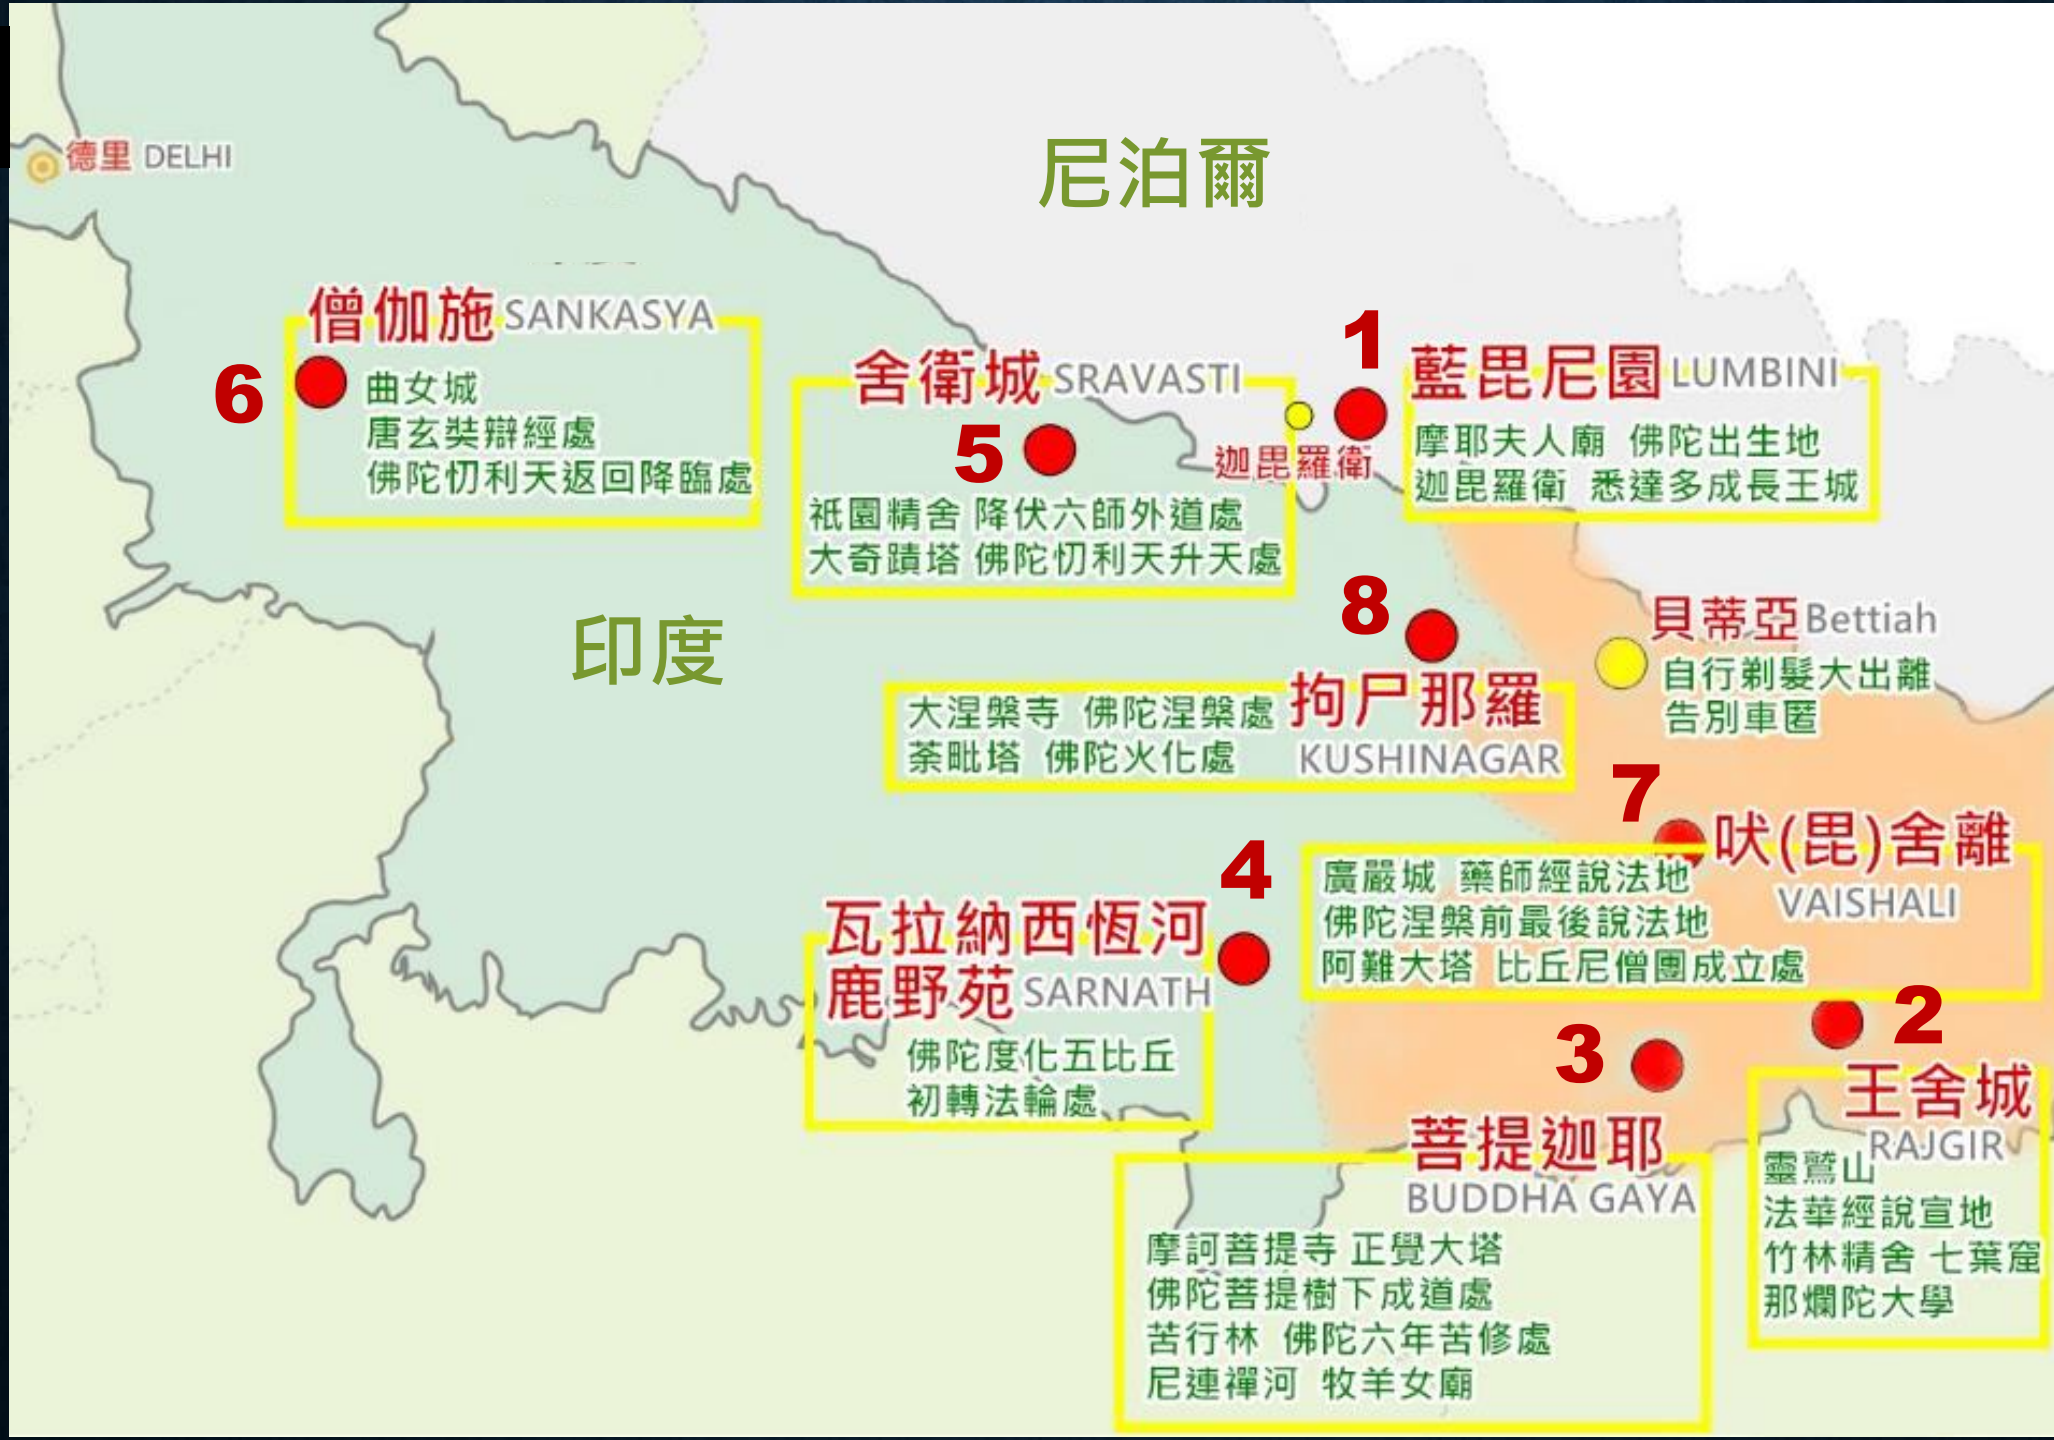 德里 DELHI
尼泊爾
印度
6
僧伽施 SANKASYA
曲女城
唐玄奘辯經處
佛陀忉利天返回降臨處
5
舍衛城 SRAVASTI
祇園精舍 降伏六師外道處
大奇蹟塔 佛陀忉利天升天處
迦毘羅衛
1
藍毘尼園 LUMBINI
摩耶夫人廟 佛陀出生地
迦毘羅衛 悉達多成長王城
8
拘尸那羅
KUSHINAGAR
大涅槃寺 佛陀涅槃處
荼毗塔 佛陀火化處
貝蒂亞 Bettiah
自行剃髮大出離
告別車匿
7
吠(毘)舍離
VAISHALI
廣嚴城 藥師經說法地
佛陀涅槃前最後說法地
阿難大塔 比丘尼僧團成立處
4
瓦拉納西恆河
鹿野苑 SARNATH
佛陀度化五比丘
初轉法輪處
3
菩提迦耶
BUDDHA GAYA
摩訶菩提寺 正覺大塔
佛陀菩提樹下成道處
苦行林 佛陀六年苦修處
尼連禪河 牧羊女廟
2
王舍城
RAJGIR
靈鷲山
法華經說宣地
竹林精舍 七葉窟
那爛陀大學